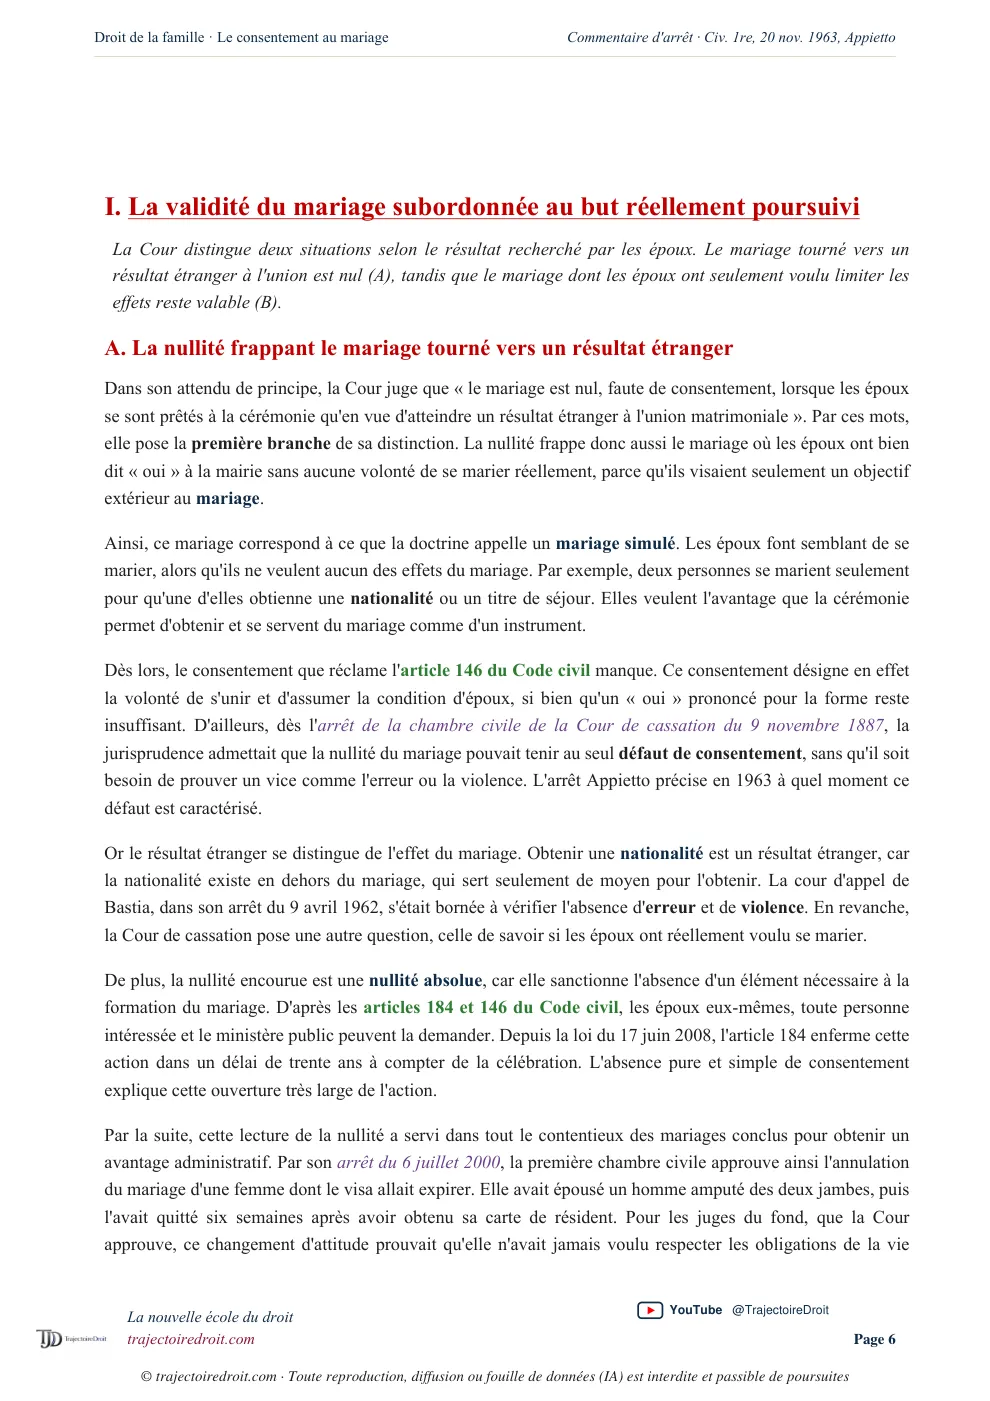 Droit de la famille · Le consentement au mariage
Commentaire d'arrêt · Civ. 1re, 20 nov. 1963, Appietto
I. La validité du mariage subordonnée au but réellement poursuivi
La Cour distingue deux situations selon le résultat recherché par les époux. Le mariage tourné vers un
résultat étranger à l'union est nul (A), tandis que le mariage dont les époux ont seulement voulu limiter les
effets reste valable (B).
A. La nullité frappant le mariage tourné vers un résultat étranger
Dans son attendu de principe, la Cour juge que « le mariage est nul, faute de consentement, lorsque les époux
se sont prêtés à la cérémonie qu'en vue d'atteindre un résultat étranger à l'union matrimoniale ». Par ces mots,
elle pose la première branche de sa distinction. La nullité frappe donc aussi le mariage où les époux ont bien
dit « oui » à la mairie sans aucune volonté de se marier réellement, parce qu'ils visaient seulement un objectif
extérieur au mariage.
Ainsi, ce mariage correspond à ce que la doctrine appelle un mariage simulé. Les époux font semblant de se
marier, alors qu'ils ne veulent aucun des effets du mariage. Par exemple, deux personnes se marient seulement
pour qu'une d'elles obtienne une nationalité ou un titre de séjour. Elles veulent l'avantage que la cérémonie
permet d'obtenir et se servent du mariage comme d'un instrument.
Dès lors, le consentement que réclame l'article 146 du Code civil manque. Ce consentement désigne en effet
la volonté de s'unir et d'assumer la condition d'époux, si bien qu'un « oui » prononcé pour la forme reste
insuffisant. D'ailleurs, dès l'arrêt de la chambre civile de la Cour de cassation du 9 novembre 1887, la
jurisprudence admettait que la nullité du mariage pouvait tenir au seul défaut de consentement, sans qu'il soit
besoin de prouver un vice comme l'erreur ou la violence. L'arrêt Appietto précise en 1963 à quel moment ce
défaut est caractérisé.
Or le résultat étranger se distingue de l'effet du mariage. Obtenir une nationalité est un résultat étranger, car
la nationalité existe en dehors du mariage, qui sert seulement de moyen pour l'obtenir. La cour d'appel de
Bastia, dans son arrêt du 9 avril 1962, s'était bornée à vérifier l'absence d'erreur et de violence. En revanche,
la Cour de cassation pose une autre question, celle de savoir si les époux ont réellement voulu se marier.
De plus, la nullité encourue est une nullité absolue, car elle sanctionne l'absence d'un élément nécessaire à la
formation du mariage. D'après les articles 184 et 146 du Code civil, les époux eux-mêmes, toute personne
intéressée et le ministère public peuvent la demander. Depuis la loi du 17 juin 2008, l'article 184 enferme cette
action dans un délai de trente ans à compter de la célébration. L'absence pure et simple de consentement
explique cette ouverture très large de l'action.
Par la suite, cette lecture de la nullité a servi dans tout le contentieux des mariages conclus pour obtenir un
avantage administratif. Par son arrêt du 6 juillet 2000, la première chambre civile approuve ainsi l'annulation
du mariage d'une femme dont le visa allait expirer. Elle avait épousé un homme amputé des deux jambes, puis
l'avait quitté six semaines après avoir obtenu sa carte de résident. Pour les juges du fond, que la Cour
approuve, ce changement d'attitude prouvait qu'elle n'avait jamais voulu respecter les obligations de la vie
TJD TrajectoireDroit
La nouvelle école du droit
trajectoiredroit.com
YouTube @TrajectoireDroit
Page 6
© trajectoiredroit.com · Toute reproduction, diffusion ou fouille de données (IA) est interdite et passible de poursuites